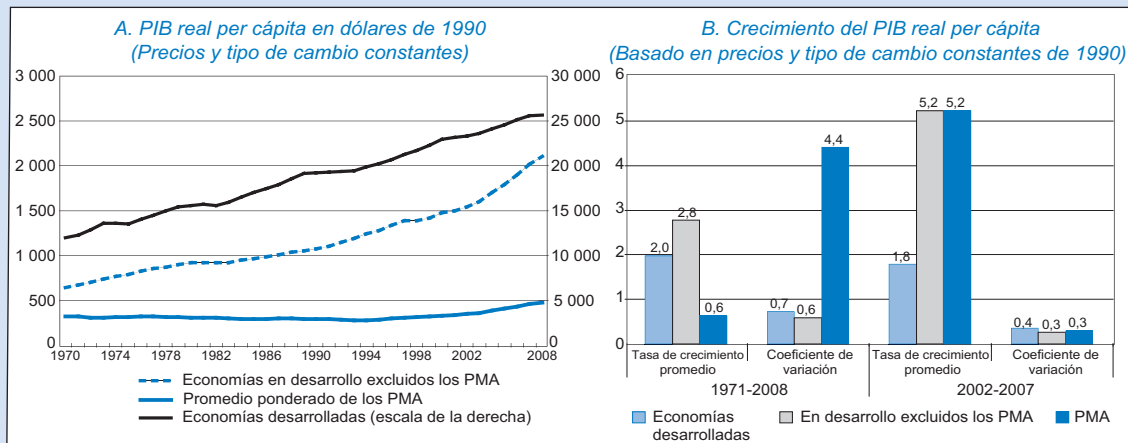 A. PIB real per cápita en dólares de 1990
(Precios y tipo de cambio constantes)
3 000
2 500
2 000
1 500
1 000
500
0
30 000
25 000
20 000
15 000
10 000
5 000
0
1970 1974 1978 1982 1986 1990 1994 1998 2002 2008
Economías en desarrollo excluidos los PMA
Promedio ponderado de los PMA
Economías desarrolladas (escala de la derecha)
B. Crecimiento del PIB real per cápita
(Basado en precios y tipo de cambio constantes de 1990)
6
5
4
3
2
1
0
2,0
2,8
0,6
0,7
0,6
4,4
1,8
5,2
5,2
0,4
0,3
0,3
Tasa de crecimiento
promedio
Coeficiente de
variación
Tasa de crecimiento
promedio
Coeficiente de
variación
1971-2008
2002-2007
Economías
desarrolladas
En desarrollo excluidos los PMA
PMA